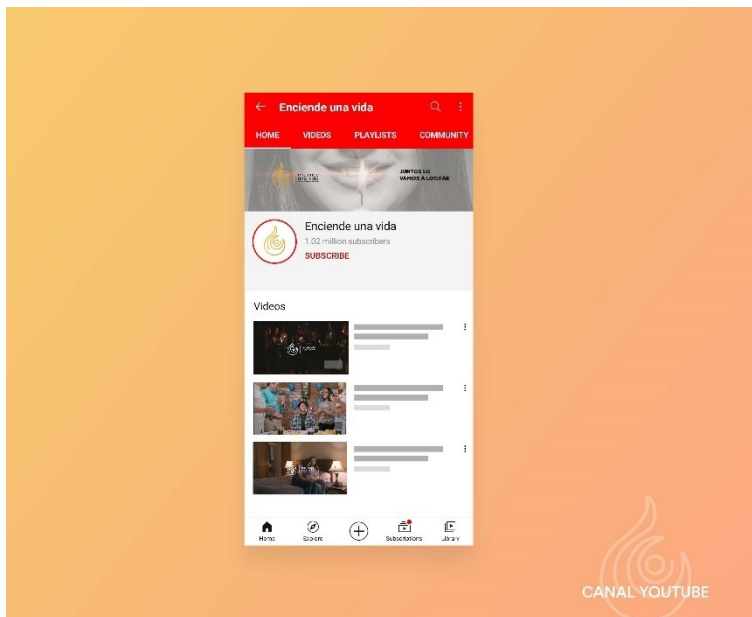 Enciende una vida
HOME VIDEOS PLAYLISTS COMMUNITY
JUNTOS LO
VAMOS A LOGRAR
Enciende una vida
1.02 million subscribers
SUBSCRIBE
Videos
Home Explore Subscriptions Library
CANAL YOUTUBE